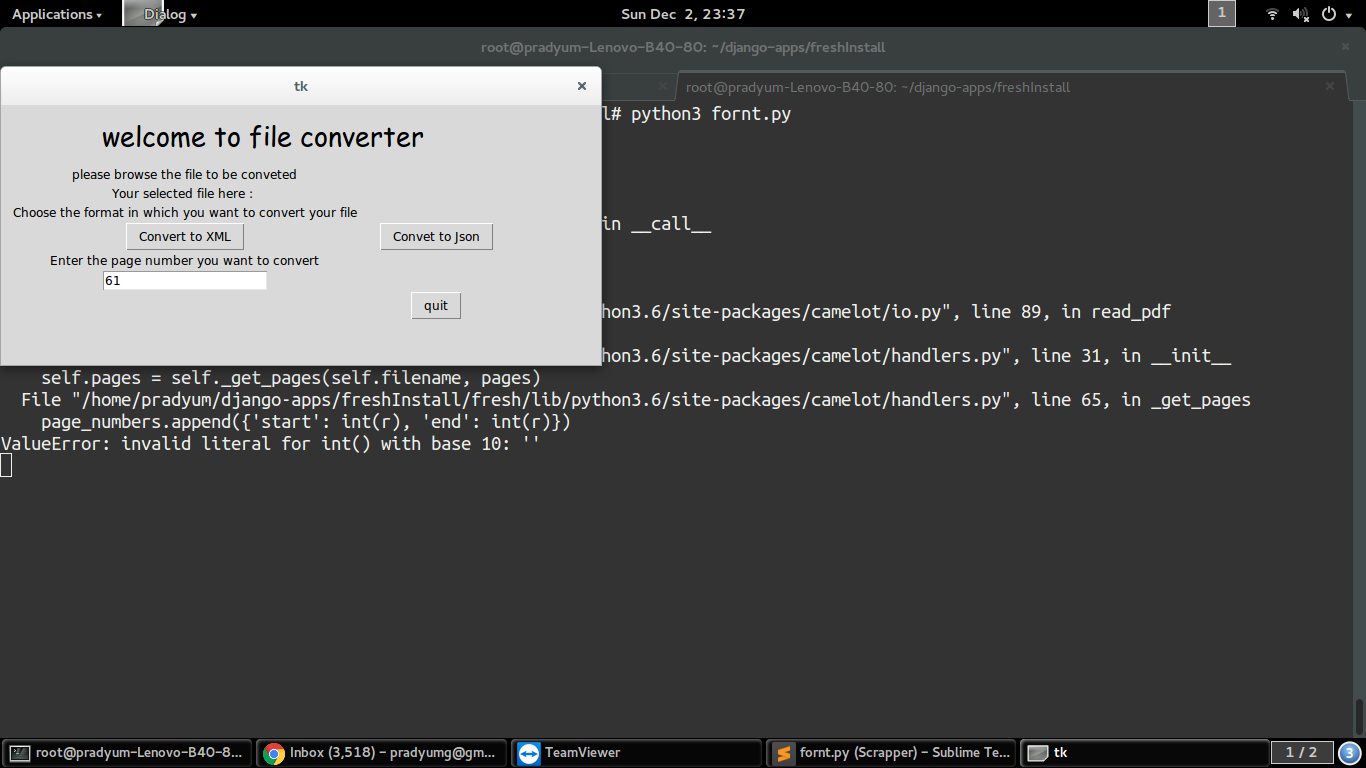 Applications
Dialog
Sun Dec 2, 23:37
1
root@pradyum-Lenovo-B40-80: ~/django-apps/freshInstall
root@pradyum-Lenovo-B40-80: ~/django-apps/freshInstall
tk
l# python3 fornt.py
welcome to file converter
please browse the file to be conveted
Your selected file here :
Choose the format in which you want to convert your file
in __call__
Convert to XML
Convet to Json
Enter the page number you want to convert
61
quit
hon3.6/site-packages/camelot/io.py", line 89, in read_pdf
hon3.6/site-packages/camelot/handlers.py", line 31, in __init__
self.pages = self._get_pages(self.filename, pages)
File "/home/pradyum/django-apps/freshInstall/fresh/lib/python3.6/site-packages/camelot/handlers.py", line 65, in _get_pages
page_numbers.append({'start': int(r), 'end': int(r)})
ValueError: invalid literal for int() with base 10: ''
root@pradyum-Lenovo-B40-8...
Inbox (3,518) – pradyumg@gm...
TeamViewer
fornt.py (Scrapper) – Sublime Te...
tk
1 / 2
3